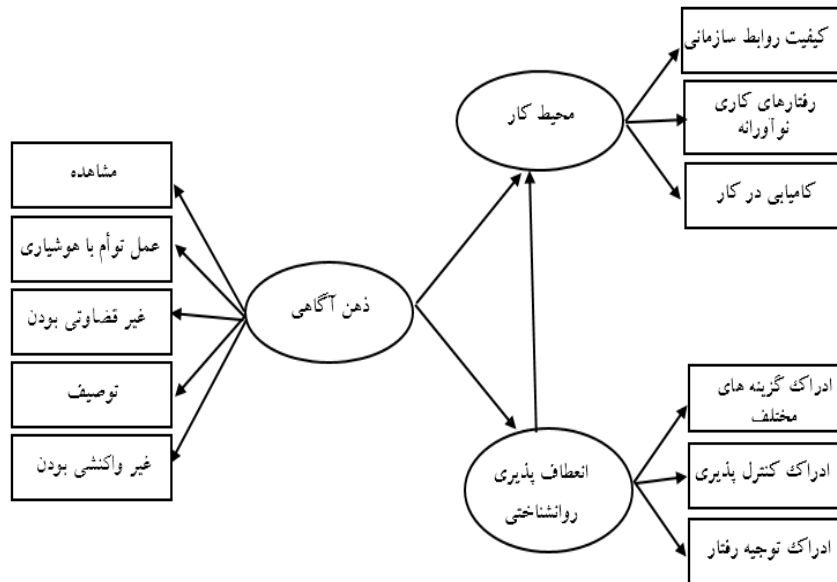 کیفیت روابط سازمانی
رفتارهای کاری
نوآورانه
کامیابی در کار
محیط کار
مشاهده
عمل توأم با هوشیاری
غیر قضاوتی بودن
توصیف
غیر واکنشی بودن
ذهن آگاهی
انعطاف پذیری
روانشناختی
ادراک گزینه های
مختلف
ادراک کنترل پذیری
ادراک توجیه رفتار